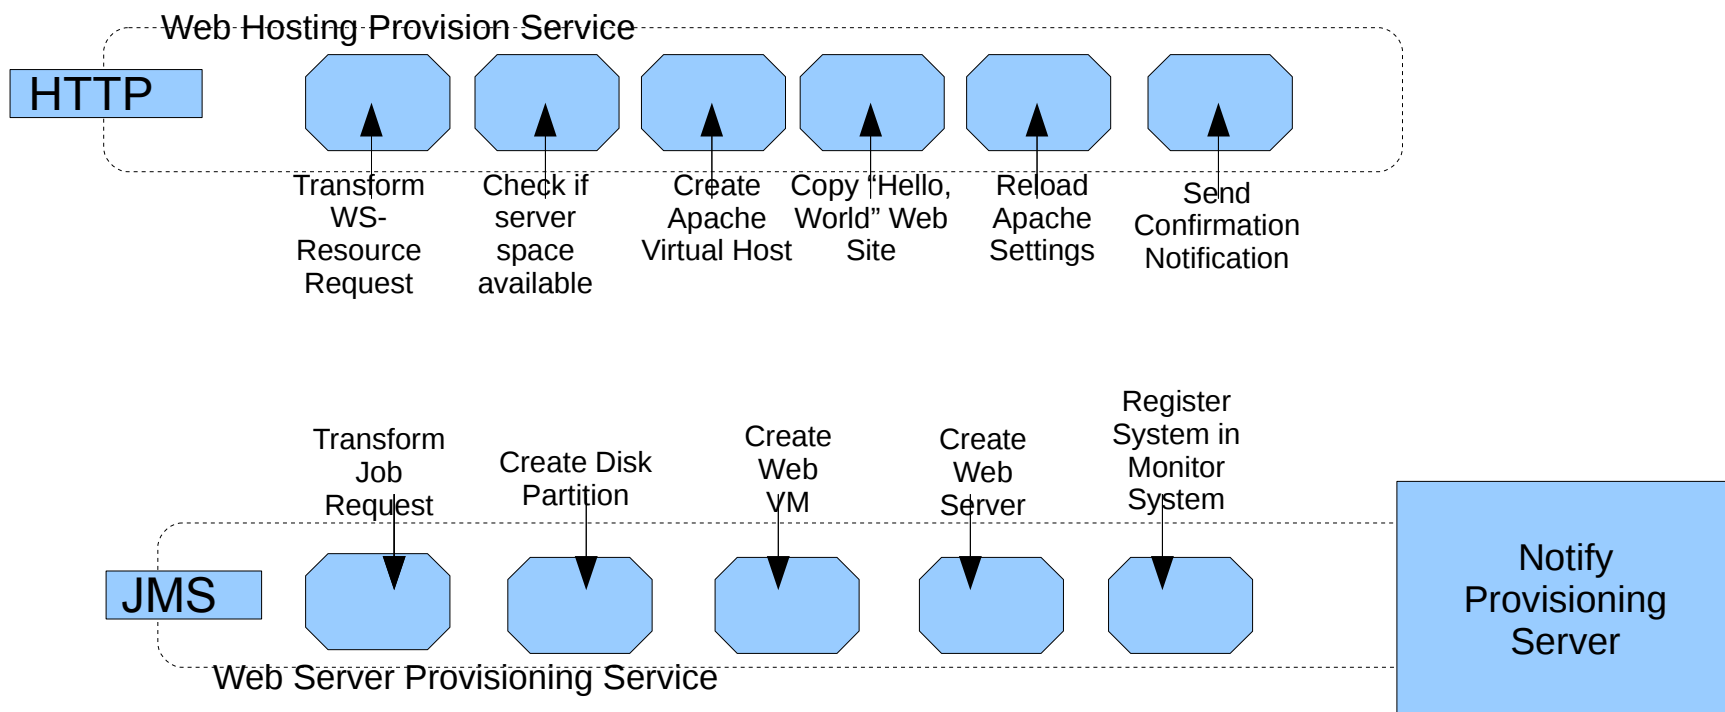 Web Hosting Provision Service
HTTP
Transform
WS-
Resource
Request
Check if
server
space
available
Create
Apache
Virtual Host
Copy “Hello,
World” Web
Site
Reload
Apache
Settings
Send
Confirmation
Notification
Transform
Job
Request
Create Disk
Partition
Create
Web
VM
Create
Web
Server
Register
System in
Monitor
System
JMS
Notify
Provisioning
Server
Web Server Provisioning Service